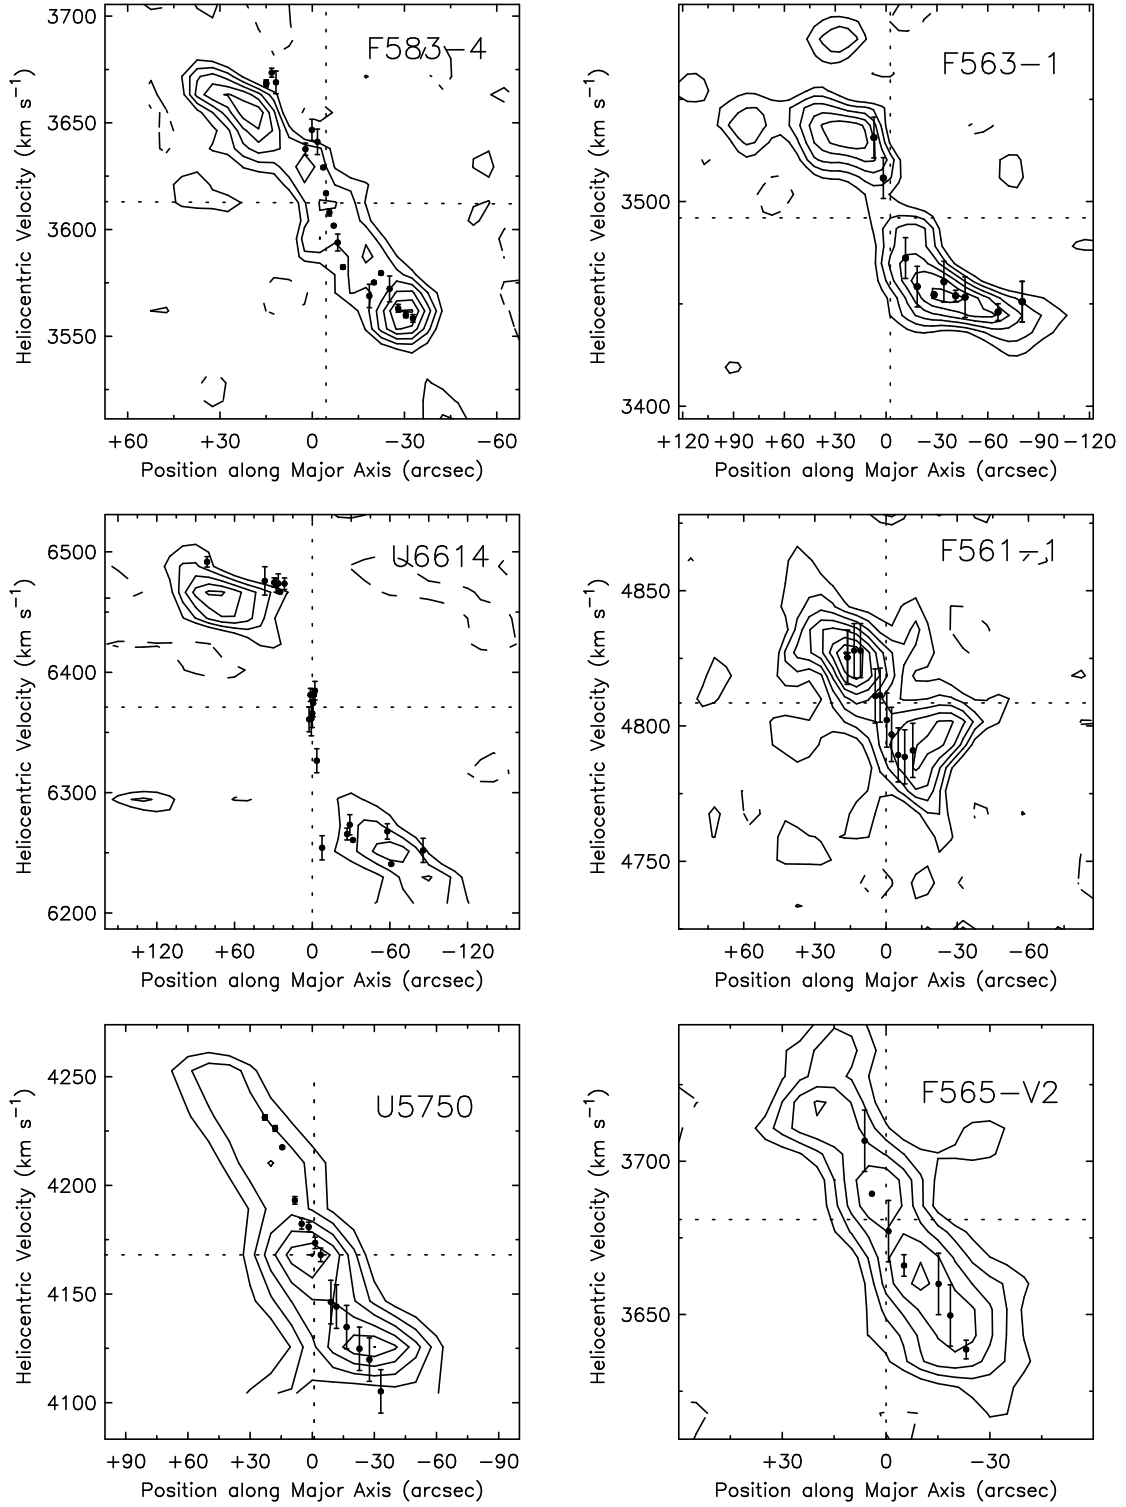 F583-4
3700
3650
3600
3550
Heliocentric Velocity (km s⁻¹)
+60 +30 0 -30 -60
Position along Major Axis (arcsec)
F563-1
3500
3400
Heliocentric Velocity (km s⁻¹)
+120 +90 +60 +30 0 -30 -60 -90 -120
Position along Major Axis (arcsec)
U6614
6500
6400
6300
6200
Heliocentric Velocity (km s⁻¹)
+120 +60 0 -60 -120
Position along Major Axis (arcsec)
F561-1
4850
4800
4750
Heliocentric Velocity (km s⁻¹)
+60 +30 0 -30 -60
Position along Major Axis (arcsec)
U5750
4250
4200
4150
4100
Heliocentric Velocity (km s⁻¹)
+90 +60 +30 0 -30 -60 -90
Position along Major Axis (arcsec)
F565-V2
3700
3650
Heliocentric Velocity (km s⁻¹)
+30 0 -30
Position along Major Axis (arcsec)